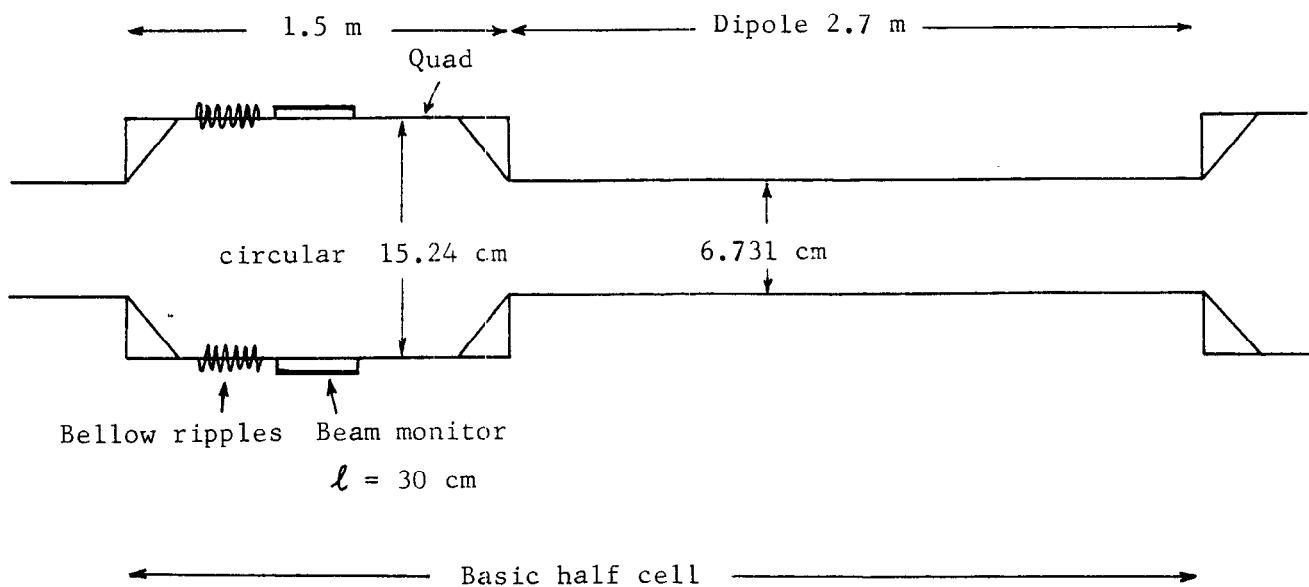 1.5 m
Dipole 2.7 m
Quad
circular 15.24 cm
6.731 cm
Bellow ripples
Beam monitor
ℓ = 30 cm
Basic half cell